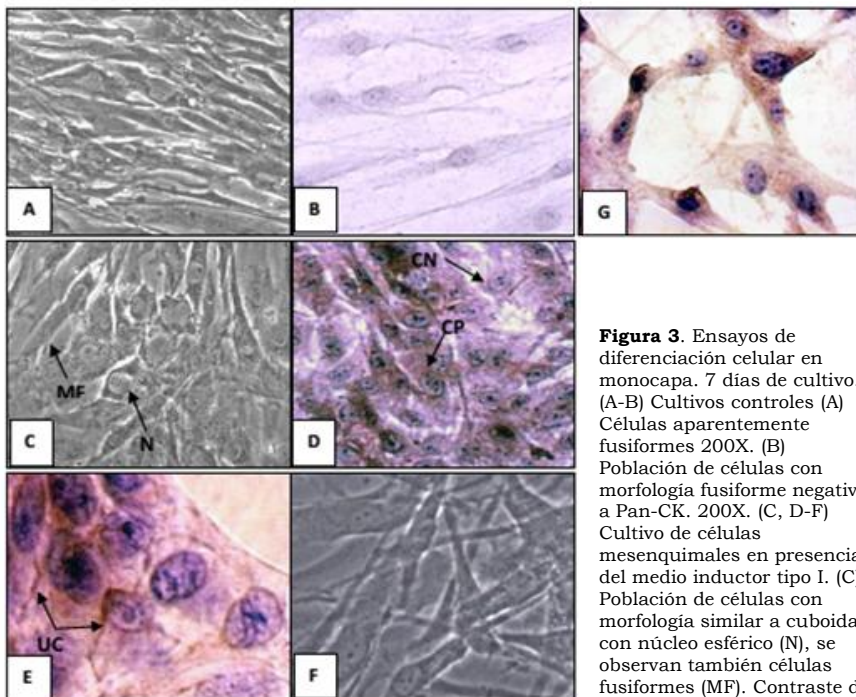 A
B
G
MF
N
C
CN
CP
D
UC
E
F
Figura 3. Ensayos de
diferenciación celular en
monocapa. 7 días de cultivo
(A-B) Cultivos controles (A)
Células aparentemente
fusiformes 200X. (B)
Población de células con
morfología fusiforme negativ
a Pan-CK. 200X. (C, D-F)
Cultivo de células
mesenquimales en presencia
del medio inductor tipo I. (C)
Población de células con
morfología similar a cuboida
con núcleo esférico (N), se
observan también células
fusiformes (MF). Contraste d